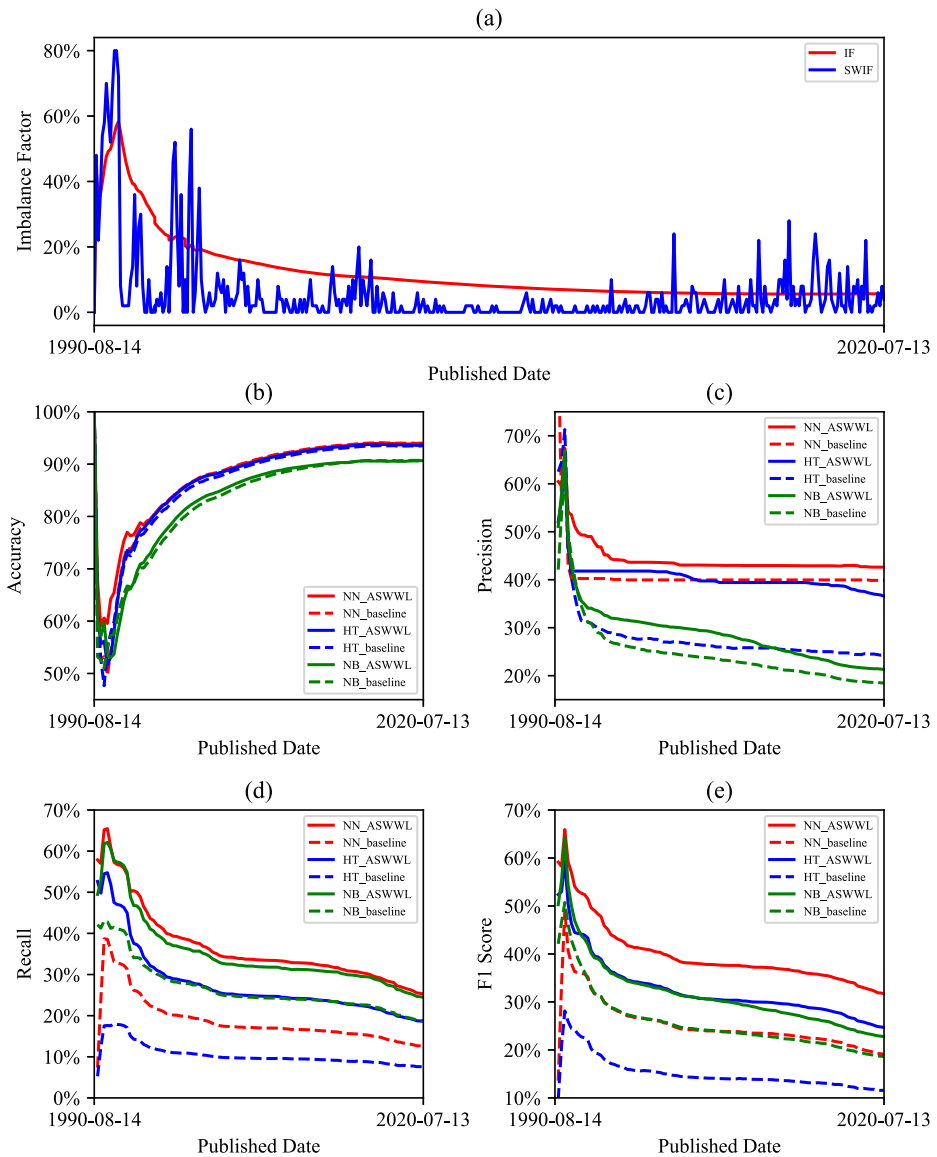 (a)
80%
60%
40%
20%
0%
Imbalance Factor
IF
SWIF
1990-08-14
2020-07-13
Published Date
(b)
100%
90%
80%
70%
60%
50%
Accuracy
NN_ASWWL
NN_baseline
HT_ASWWL
HT_baseline
NB_ASWWL
NB_baseline
1990-08-14
2020-07-13
Published Date
(c)
70%
60%
50%
40%
30%
20%
Precision
NN_ASWWL
NN_baseline
HT_ASWWL
HT_baseline
NB_ASWWL
NB_baseline
1990-08-14
2020-07-13
Published Date
(d)
70%
60%
50%
40%
30%
20%
10%
0%
Recall
NN_ASWWL
NN_baseline
HT_ASWWL
HT_baseline
NB_ASWWL
NB_baseline
1990-08-14
2020-07-13
Published Date
(e)
70%
60%
50%
40%
30%
20%
10%
F1 Score
NN_ASWWL
NN_baseline
HT_ASWWL
HT_baseline
NB_ASWWL
NB_baseline
1990-08-14
2020-07-13
Published Date